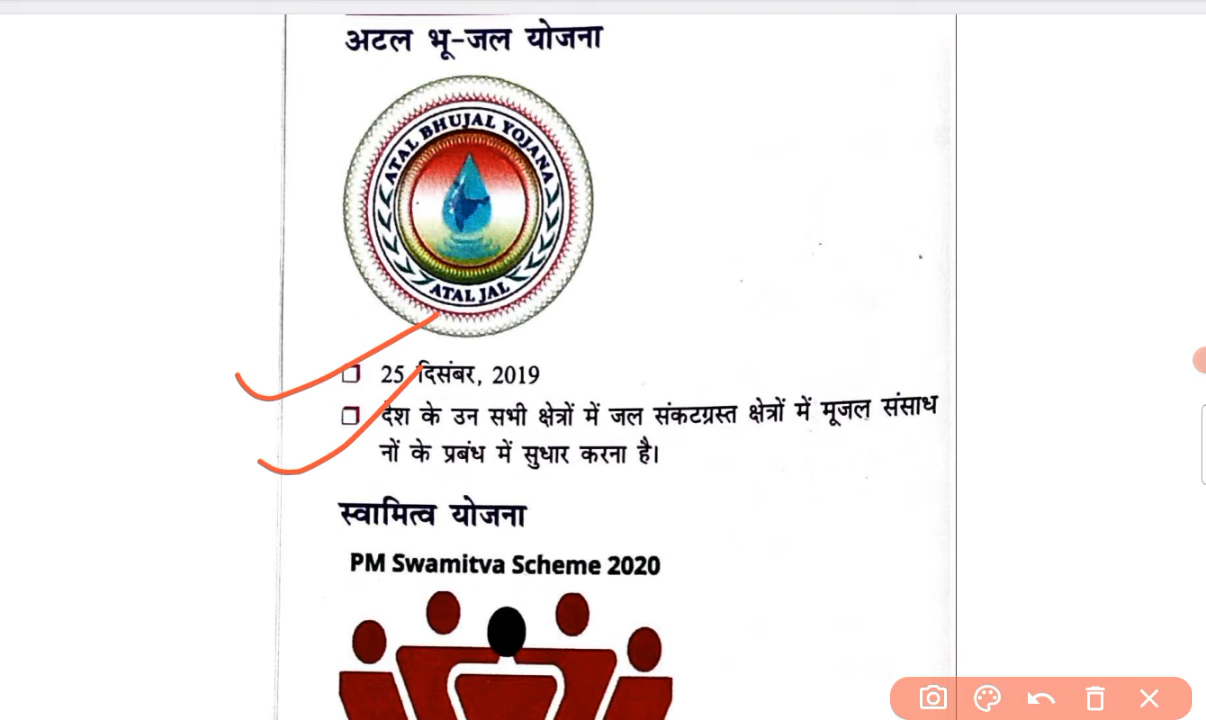 अटल भू-जल योजना
ATAL BHUJAL YOJANA
ATAL JAL
25 दिसंबर, 2019
देश के उन सभी क्षेत्रों में जल संकटग्रस्त क्षेत्रों में मूजल संसाध
नों के प्रबंध में सुधार करना है।
स्वामित्व योजना
PM Swamitva Scheme 2020